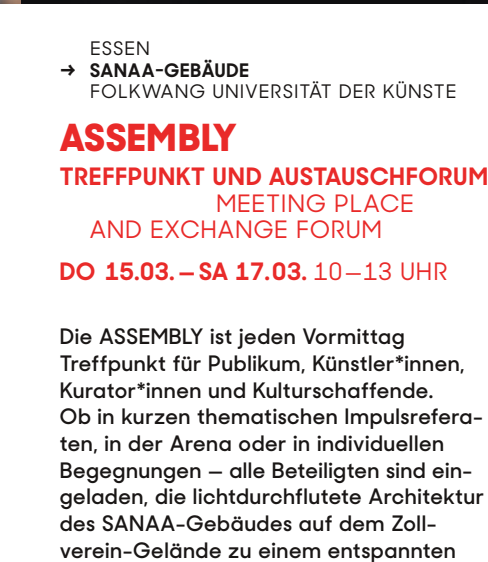 ESSEN
→ SANAA-GEBÄUDE
FOLKWANG UNIVERSITÄT DER KÜNSTE
ASSEMBLY
TREFFPUNKT UND AUSTAUSCHFORUM
MEETING PLACE
AND EXCHANGE FORUM
DO 15.03. – SA 17.03. 10–13 UHR
Die ASSEMBLY ist jeden Vormittag
Treffpunkt für Publikum, Künstler*innen,
Kurator*innen und Kulturschaffende.
Ob in kurzen thematischen Impulsrefera-
ten, in der Arena oder in individuellen
Begegnungen – alle Beteiligten sind ein-
geladen, die lichtdurchflutete Architektur
des SANAA-Gebäudes auf dem Zoll-
verein-Gelände zu einem entspannten